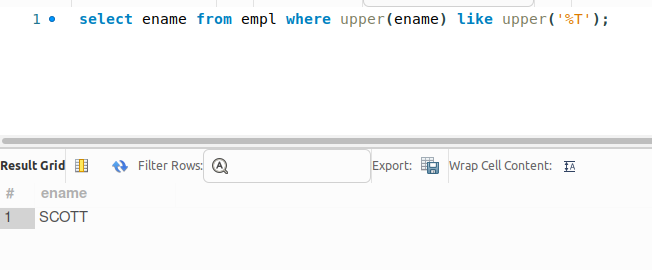 1 select ename from empl where upper(ename) like upper('%T');
Result Grid Filter Rows: Export: Wrap Cell Content:
# ename
1 SCOTT